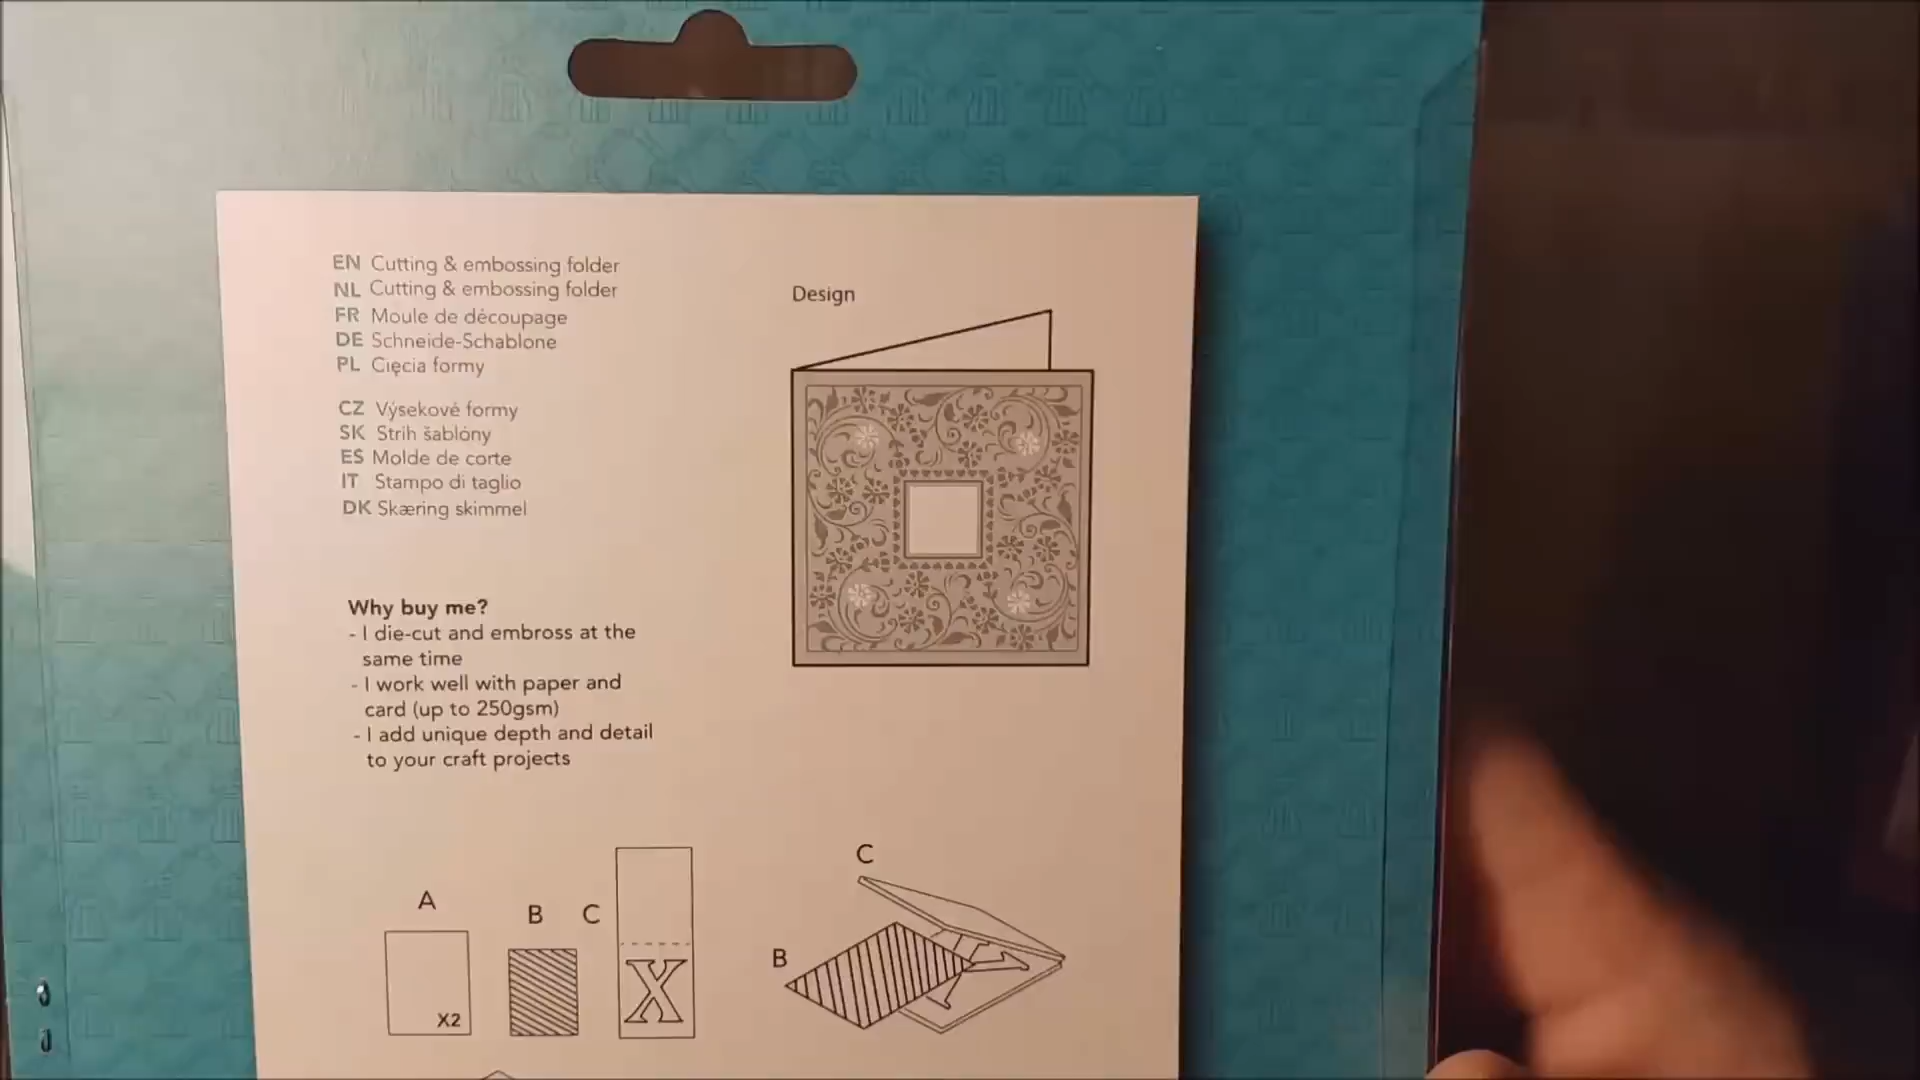 EN Cutting & embossing folder
NL Cutting & embossing folder
FR Moule de découpage
DE Schneide-Schablone
PL Cięcia formy
CZ Výsekové formy
SK Strih šablóny
ES Molde de corte
IT Stampo di taglio
DK Skæring skimmel
Why buy me?
- I die-cut and embross at the
same time
- I work well with paper and
card (up to 250gsm)
- I add unique depth and detail
to your craft projects
Design
A
B
C
X2
X
C
B